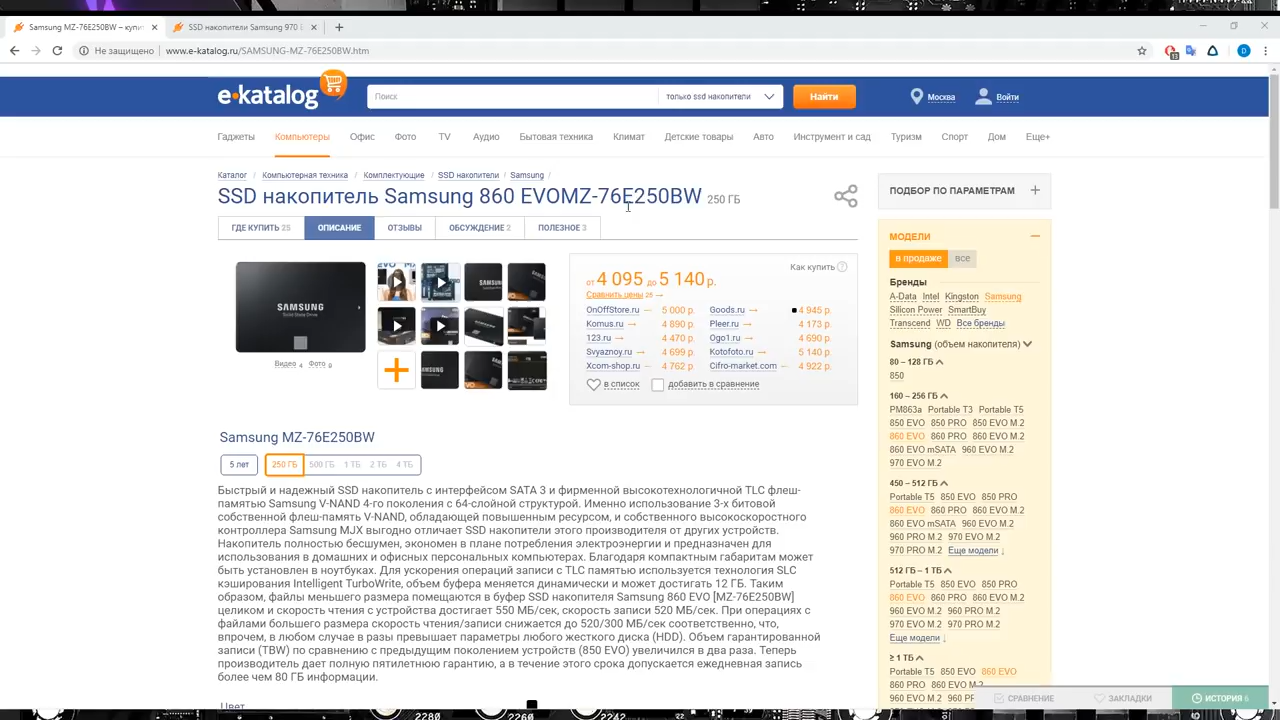 Samsung MZ-76E250BW – купит
SSD накопители Samsung 970 E
Не защищено
www.e-katalog.ru/SAMSUNG-MZ-76E250BW.htm
e·katalog
Поиск
только ssd накопители
Найти
Москва
Войти
Гаджеты Компьютеры Офис Фото TV Аудио Бытовая техника Климат Детские товары Авто Инструмент и сад Туризм Спорт Дом Еще+
Каталог / Компьютерная техника / Комплектующие / SSD накопители / Samsung /
SSD накопитель Samsung 860 EVOMZ-76E250BW 250 ГБ
ГДЕ КУПИТЬ 25 ОПИСАНИЕ ОТЗЫВЫ ОБСУЖДЕНИЕ 2 ПОЛЕЗНОЕ 3
SAMSUNG
Solid State Drive
Видео 4 Фото
Как купить ?
от 4 095 до 5 140 р.
Сравнить цены →
OnOffStore.ru 5 000 р. Goods.ru → 4 945 р.
Komus.ru → 4 890 р. Pleer.ru → 4 173 р.
123.ru → 4 470 р. Ogo1.ru → 4 690 р.
Svyaznoy.ru → 4 699 р. Kotofoto.ru → 5 140 р.
Xcom-shop.ru → 4 762 р. Cifro-market.com 4 922 р.
в список добавить в сравнение
Samsung MZ-76E250BW
5 лет 250 ГБ 500 ГБ 1 ТБ 2 ТБ 4 ТБ
Быстрый и надежный SSD накопитель с интерфейсом SATA 3 и фирменной высокотехнологичной TLC флеш-
памятью Samsung V-NAND 4-го поколения с 64-слойной структурой. Именно использование 3-х битовой
собственной флеш-память V-NAND, обладающей повышенным ресурсом, и собственного высокоскоростного
контроллера Samsung MJX выгодно отличает SSD накопители этого производителя от других устройств.
Накопитель полностью бесшумен, экономен в плане потребления электроэнергии и предназначен для
использования в домашних и офисных персональных компьютерах. Благодаря компактным габаритам может
быть установлен в ноутбуках. Для ускорения операций записи с TLC памятью используется технология SLC
кэширования Intelligent TurboWrite, объем буфера меняется динамически и может достигать 12 ГБ. Таким
образом, файлы меньшего размера помещаются в буфер SSD накопителя Samsung 860 EVO [MZ-76E250BW]
целиком и скорость чтения с устройства достигает 550 МБ/сек, скорость записи 520 МБ/сек. При операциях с
файлами большего размера скорость чтения/записи снижается до 520/300 МБ/сек соответственно, что,
впрочем, в любом случае в разы превышает параметры любого жесткого диска (HDD). Объем гарантированной
записи (TBW) по сравнению с предыдущим поколением устройств (850 EVO) увеличился в два раза. Теперь
производитель дает полную пятилетнюю гарантию, а в течение этого срока допускается ежедневная запись
более чем 80 ГБ информации.
Цвет
ПОДБОР ПО ПАРАМЕТРАМ +
МОДЕЛИ —
в продаже все
Бренды
A-Data Intel Kingston Samsung
Silicon Power SmartBuy
Transcend WD Все бренды
Samsung (объем накопителя)
80 – 128 ГБ
850
160 – 256 ГБ
PM863a Portable T3 Portable T5
850 EVO 850 PRO 850 EVO M.2
860 EVO 860 PRO 860 EVO M.2
860 EVO mSATA 960 EVO M.2
970 EVO M.2
450 – 512 ГБ
Portable T5 850 EVO 850 PRO
860 EVO 860 PRO 860 EVO M.2
860 EVO mSATA 960 EVO M.2
960 PRO M.2 970 EVO M.2
970 PRO M.2 Еще модели ↓
512 ГБ – 1 ТБ
Portable T5 850 EVO 850 PRO
860 EVO 860 PRO 860 EVO M.2
960 EVO M.2 960 PRO M.2
970 EVO M.2 970 PRO M.2
Еще модели ↓
≥ 1 ТБ
Portable T5 850 EVO 860 EVO
860 PRO 860 EVO M.2
960 PRO M.2 970 EVO M.2
СРАВНЕНИЕ ЗАКЛАДКИ ИСТОРИЯ 6
2280 2260 2242 2260 2280